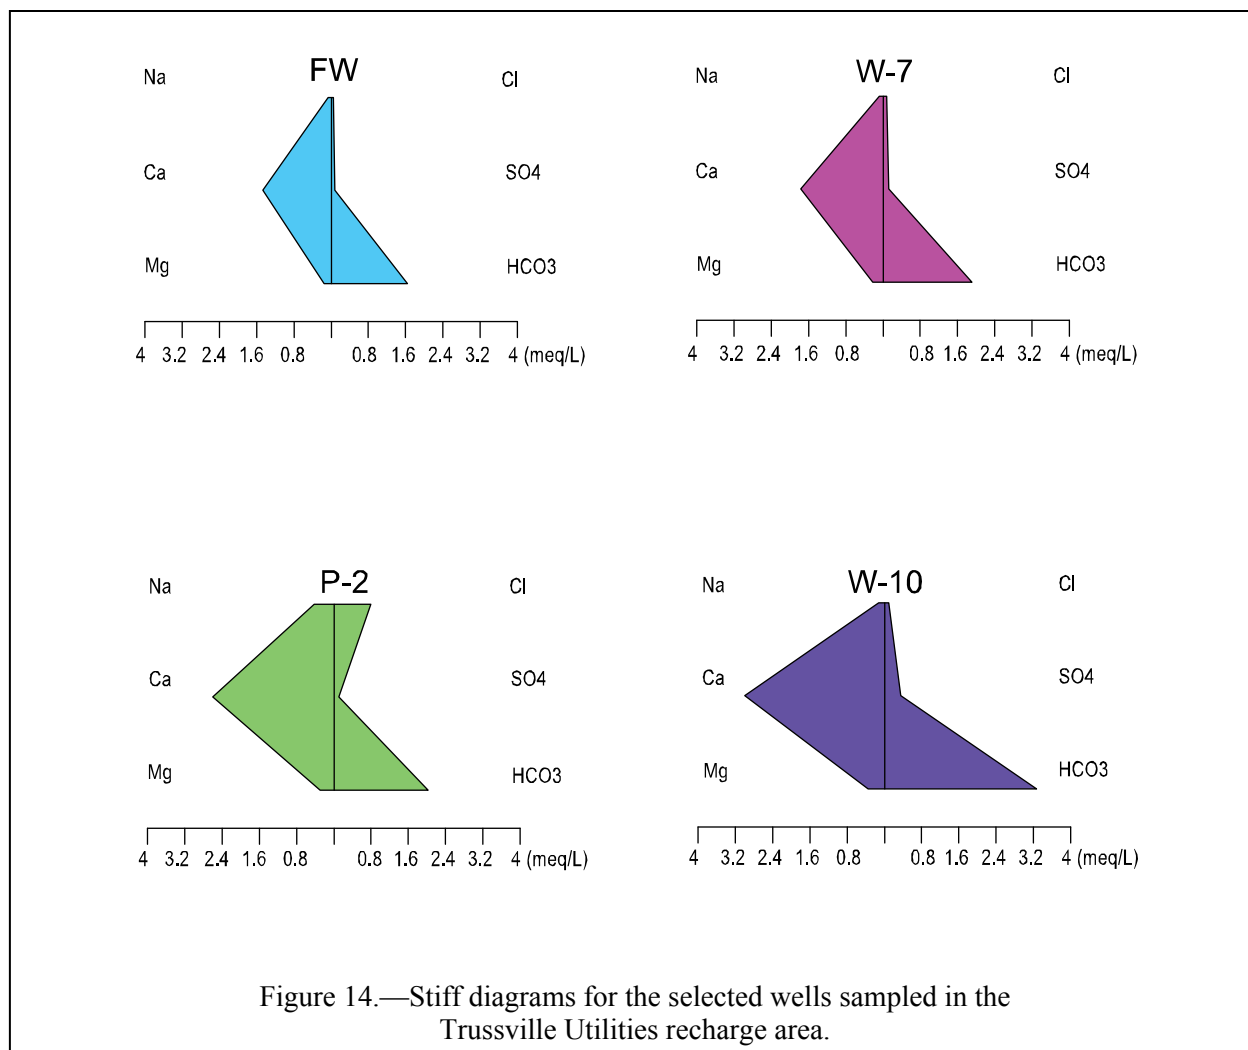 FW
Na Cl
Ca SO4
Mg HCO3
4 3.2 2.4 1.6 0.8 0.8 1.6 2.4 3.2 4 (meq/L)
W-7
Na Cl
Ca SO4
Mg HCO3
4 3.2 2.4 1.6 0.8 0.8 1.6 2.4 3.2 4 (meq/L)
P-2
Na Cl
Ca SO4
Mg HCO3
4 3.2 2.4 1.6 0.8 0.8 1.6 2.4 3.2 4 (meq/L)
W-10
Na Cl
Ca SO4
Mg HCO3
4 3.2 2.4 1.6 0.8 0.8 1.6 2.4 3.2 4 (meq/L)
Figure 14.—Stiff diagrams for the selected wells sampled in the
Trussville Utilities recharge area.